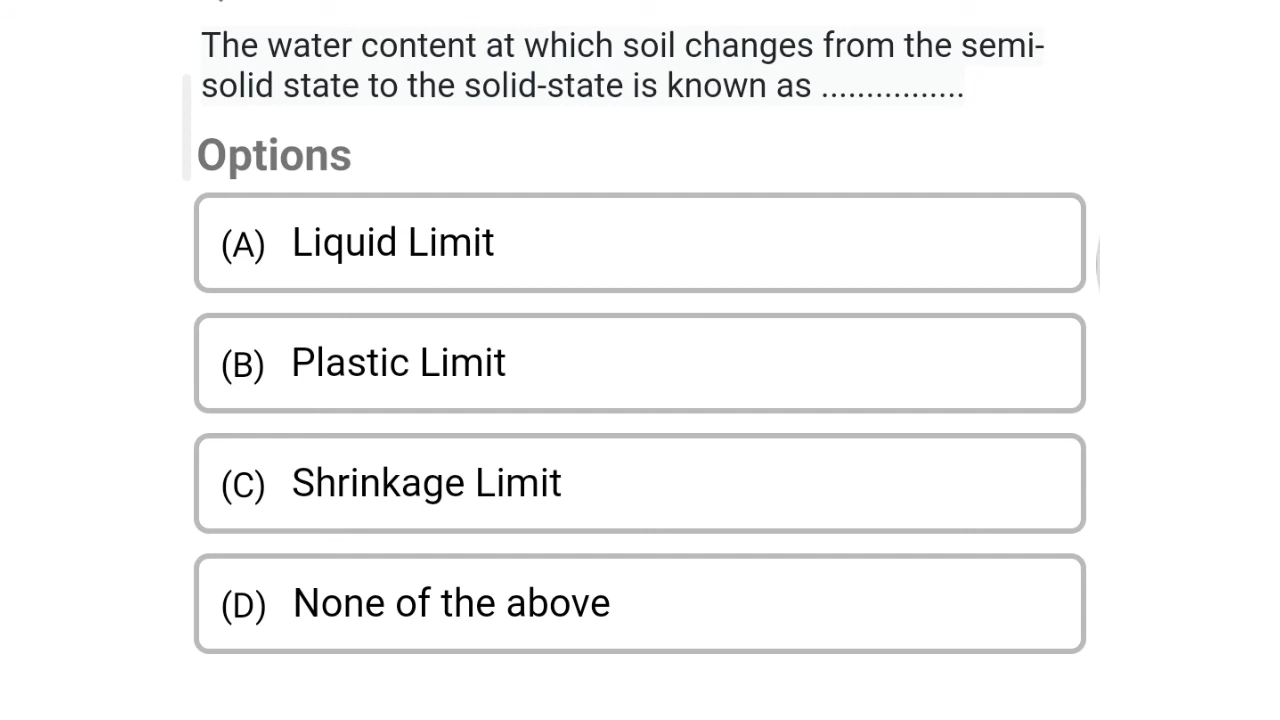 The water content at which soil changes from the semi-
solid state to the solid-state is known as ................
Options
(A) Liquid Limit
(B) Plastic Limit
(C) Shrinkage Limit
(D) None of the above